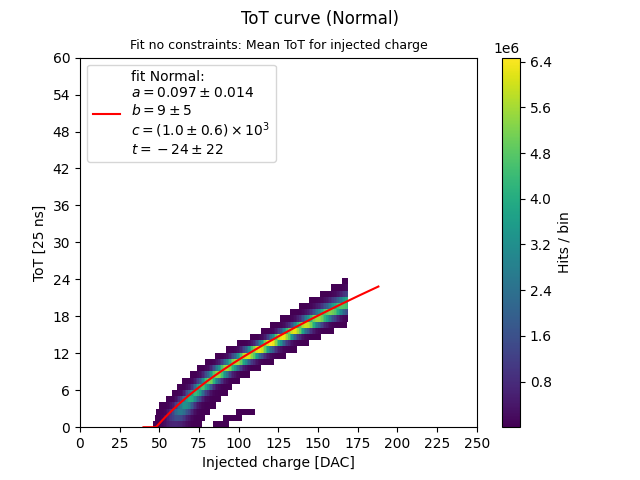 ToT curve (Normal)
Fit no constraints: Mean ToT for injected charge
1e6
fit Normal:
a = 0.097 ± 0.014
b = 9 ± 5
c = (1.0 ± 0.6) × 10³
t = −24 ± 22
60
54
48
42
36
30
24
18
12
6
0
ToT [25 ns]
0 25 50 75 100 125 150 175 200 225 250
Injected charge [DAC]
6.4
5.6
4.8
4.0
3.2
2.4
1.6
0.8
Hits / bin